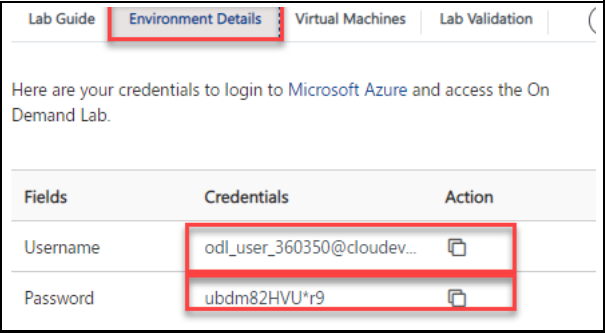 Lab Guide Environment Details Virtual Machines Lab Validation
Here are your credentials to login to Microsoft Azure and access the On
Demand Lab.
Fields Credentials Action
Username odl_user_360350@cloudev...
Password ubdm82HVU*r9